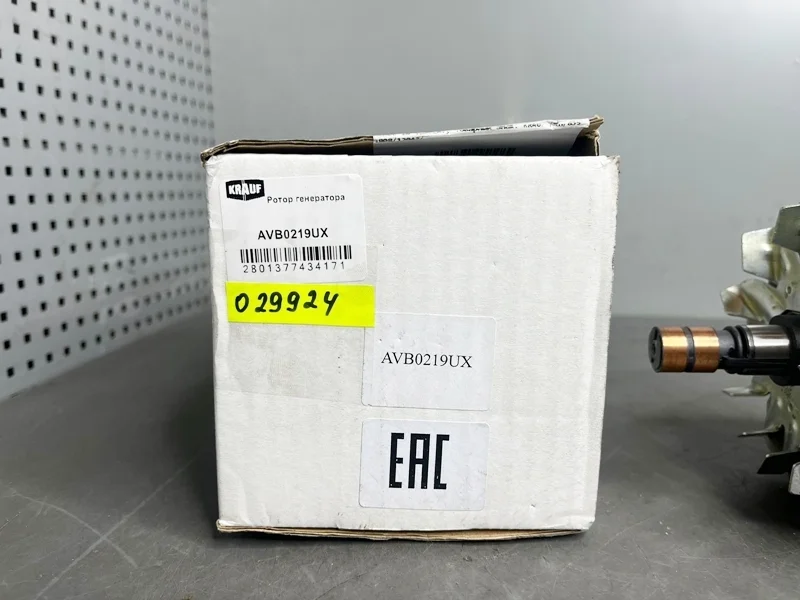 KRAUF
Ротор генератора
AVB0219UX
2801377434171
029924
AVB0219UX
EAC